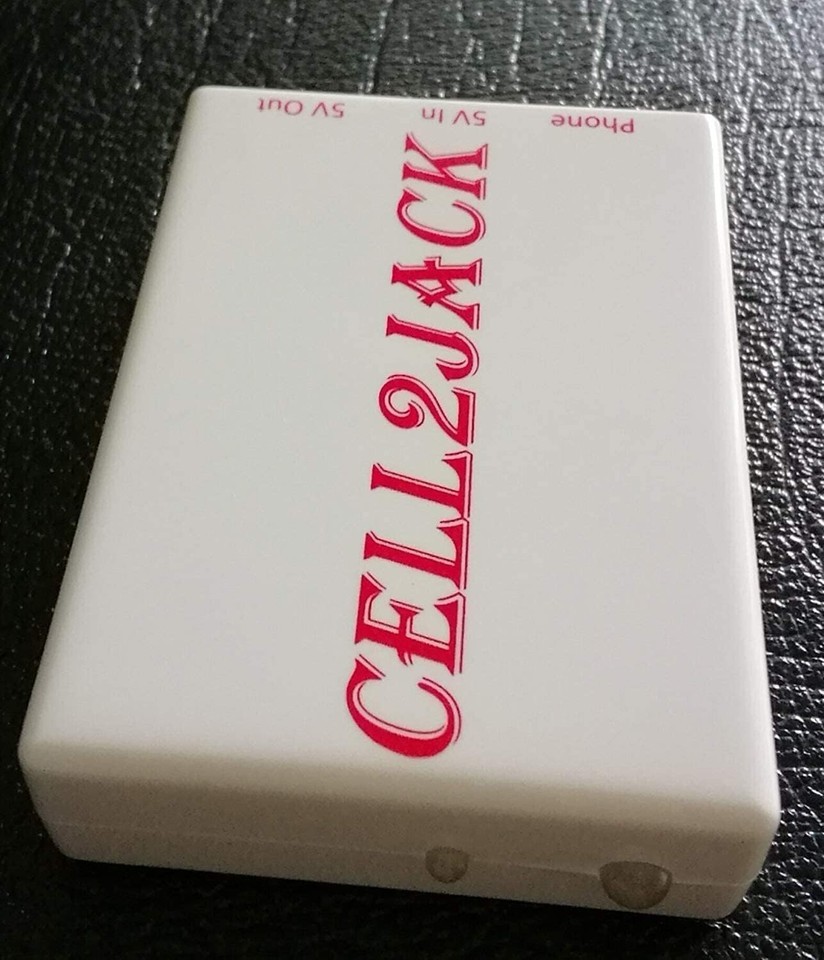 CELL2JACK
Phone
5V In
5V Out